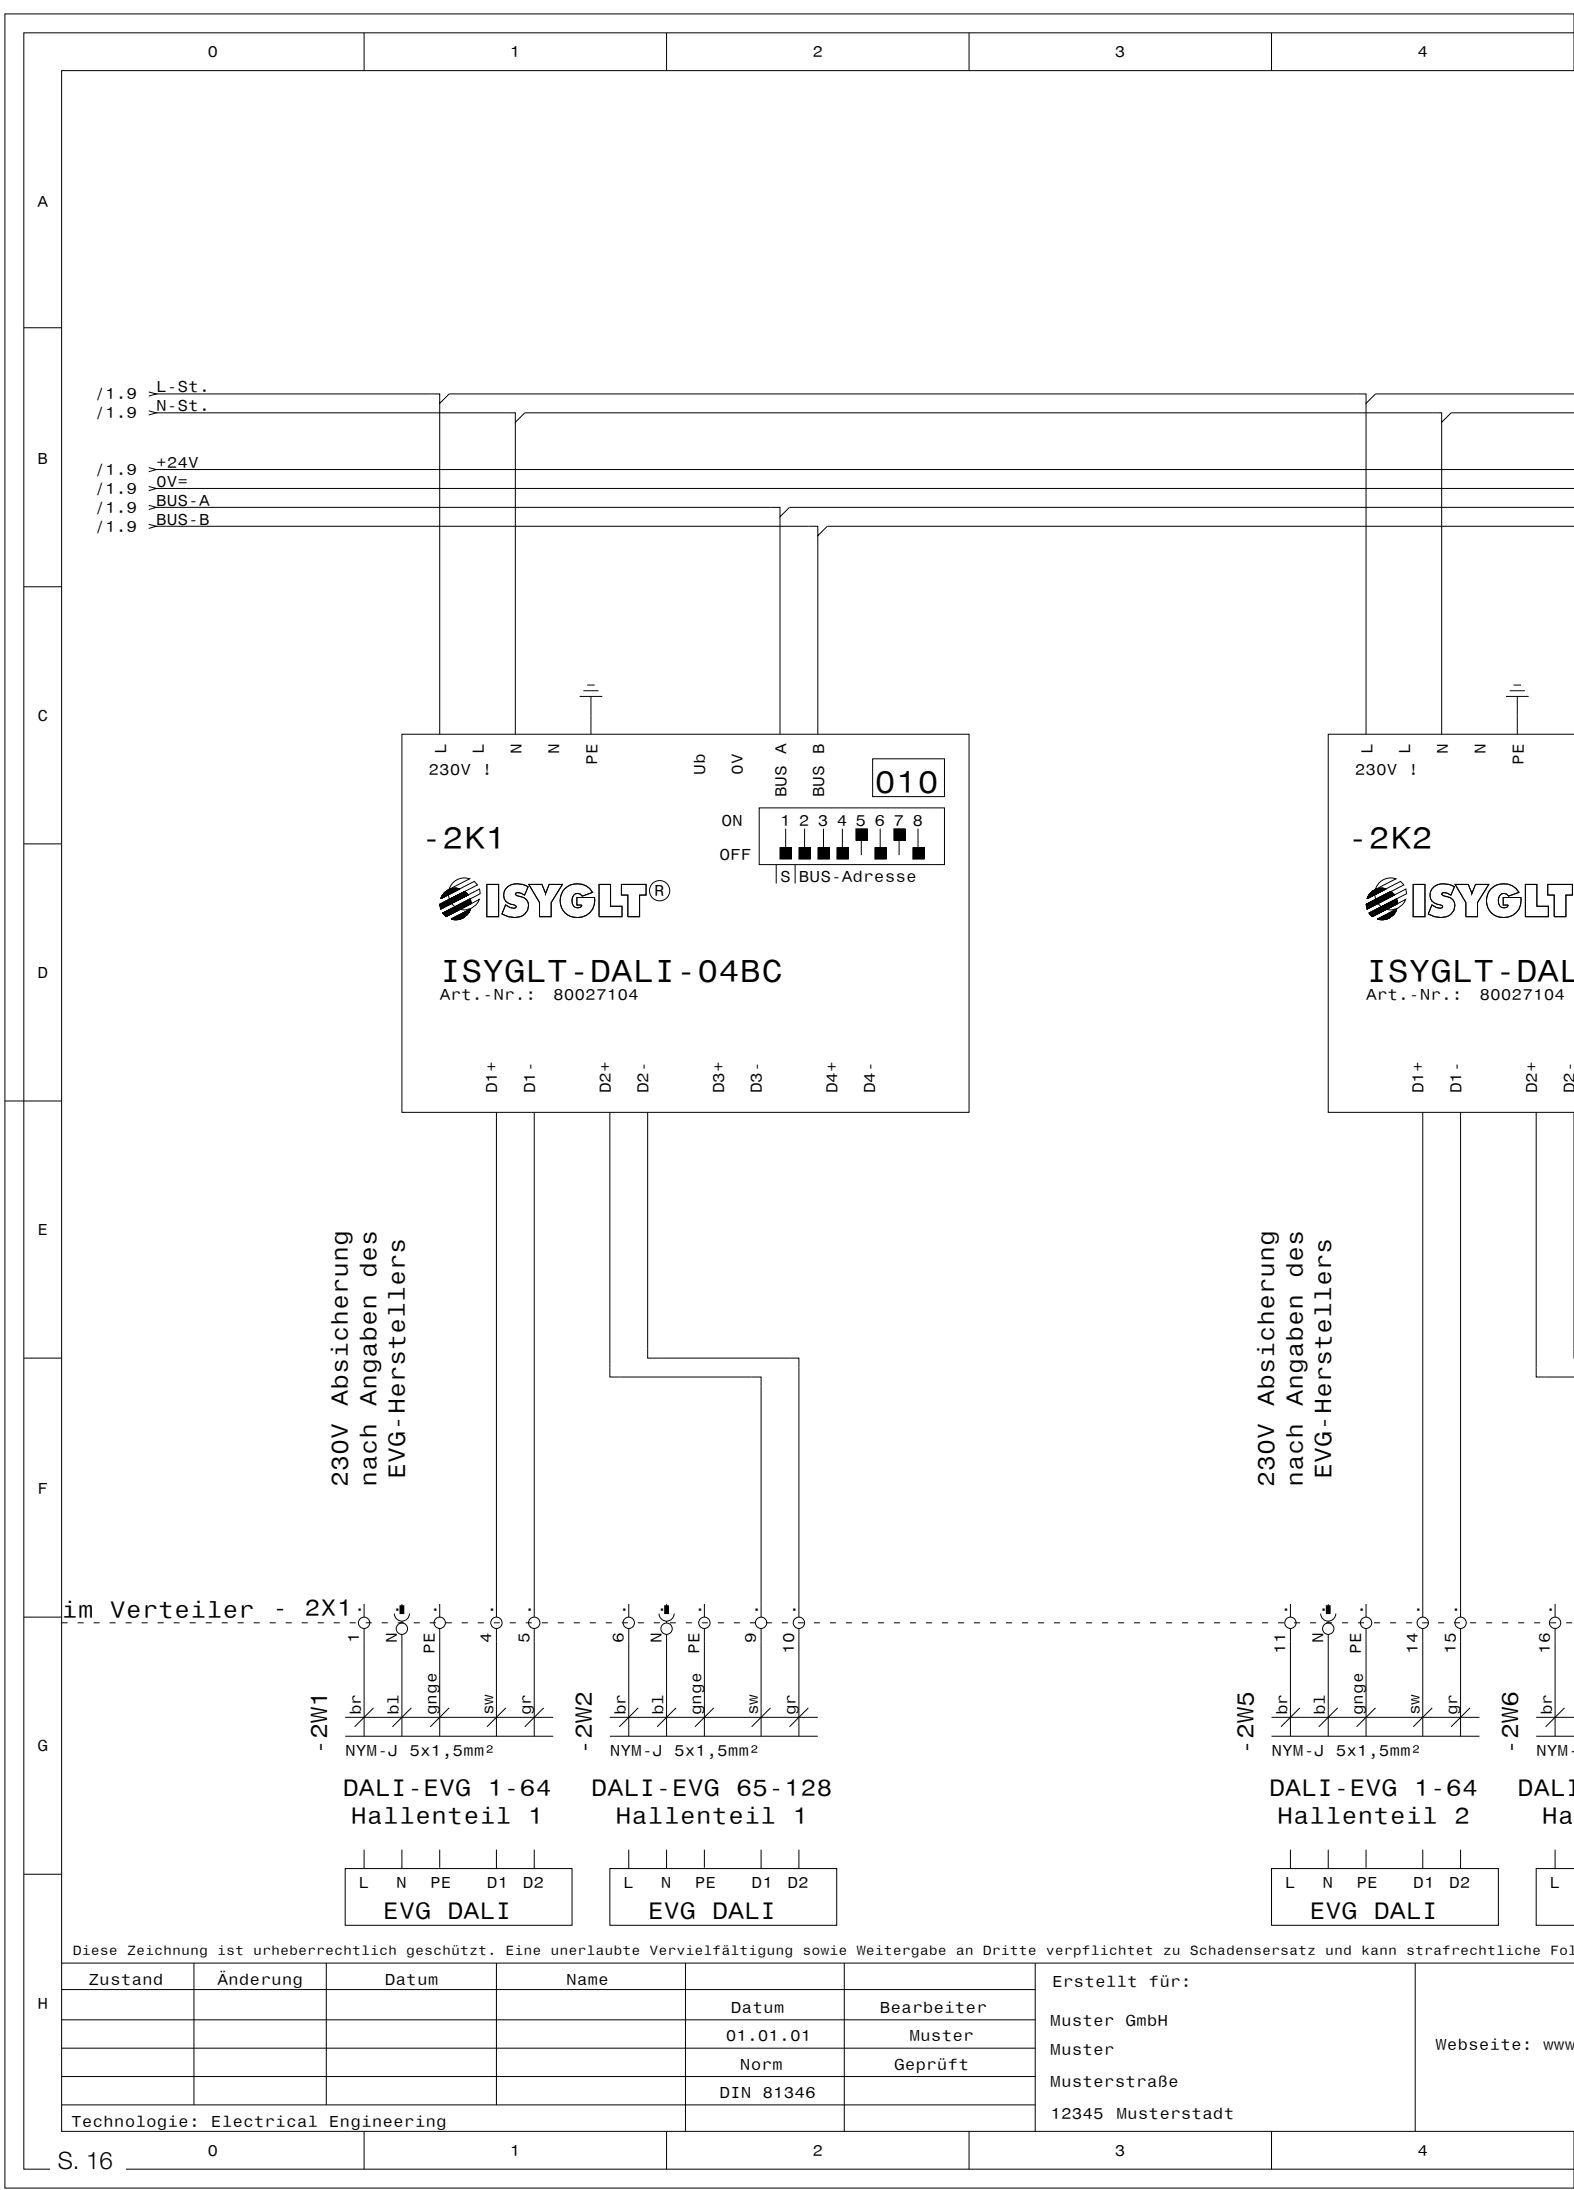 0 1 2 3 4
A
/1.9 L-St.
/1.9 N-St.
B
/1.9 +24V
/1.9 0V=
/1.9 BUS-A
/1.9 BUS-B
C
L L N N PE Ub 0V BUS A BUS B
230V !
010
ON 1 2 3 4 5 6 7 8
OFF
S BUS-Adresse
-2K1
ISYGLT®
ISYGLT-DALI-04BC
Art.-Nr.: 80027104
D1+ D1- D2+ D2- D3+ D3- D4+ D4-
L L N N PE
230V !
-2K2
ISYGLT
ISYGLT-DAL
Art.-Nr.: 80027104
D1+ D1- D2+ D2-
D
E
230V Absicherung
nach Angaben des
EVG-Herstellers
230V Absicherung
nach Angaben des
EVG-Herstellers
F
im Verteiler - 2X1
1 N PE 4 5
6 N PE 9 10
11 N PE 14 15
16
-2W1 br bl gnge sw gr
-2W2 br bl gnge sw gr
-2W5 br bl gnge sw gr
-2W6 br
G
NYM-J 5x1,5mm²
NYM-J 5x1,5mm²
NYM-J 5x1,5mm²
NYM-
DALI-EVG 1-64
Hallenteil 1
DALI-EVG 65-128
Hallenteil 1
DALI-EVG 1-64
Hallenteil 2
DALI
Ha
L N PE D1 D2
EVG DALI
L N PE D1 D2
EVG DALI
L N PE D1 D2
EVG DALI
L
Diese Zeichnung ist urheberrechtlich geschützt. Eine unerlaubte Vervielfältigung sowie Weitergabe an Dritte verpflichtet zu Schadensersatz und kann strafrechtliche Fol
H
Zustand Änderung Datum Name
Datum Bearbeiter
01.01.01 Muster
Norm Geprüft
DIN 81346
Technologie: Electrical Engineering
Erstellt für:
Muster GmbH
Muster
Musterstraße
12345 Musterstadt
Webseite: www
S. 16
0 1 2 3 4